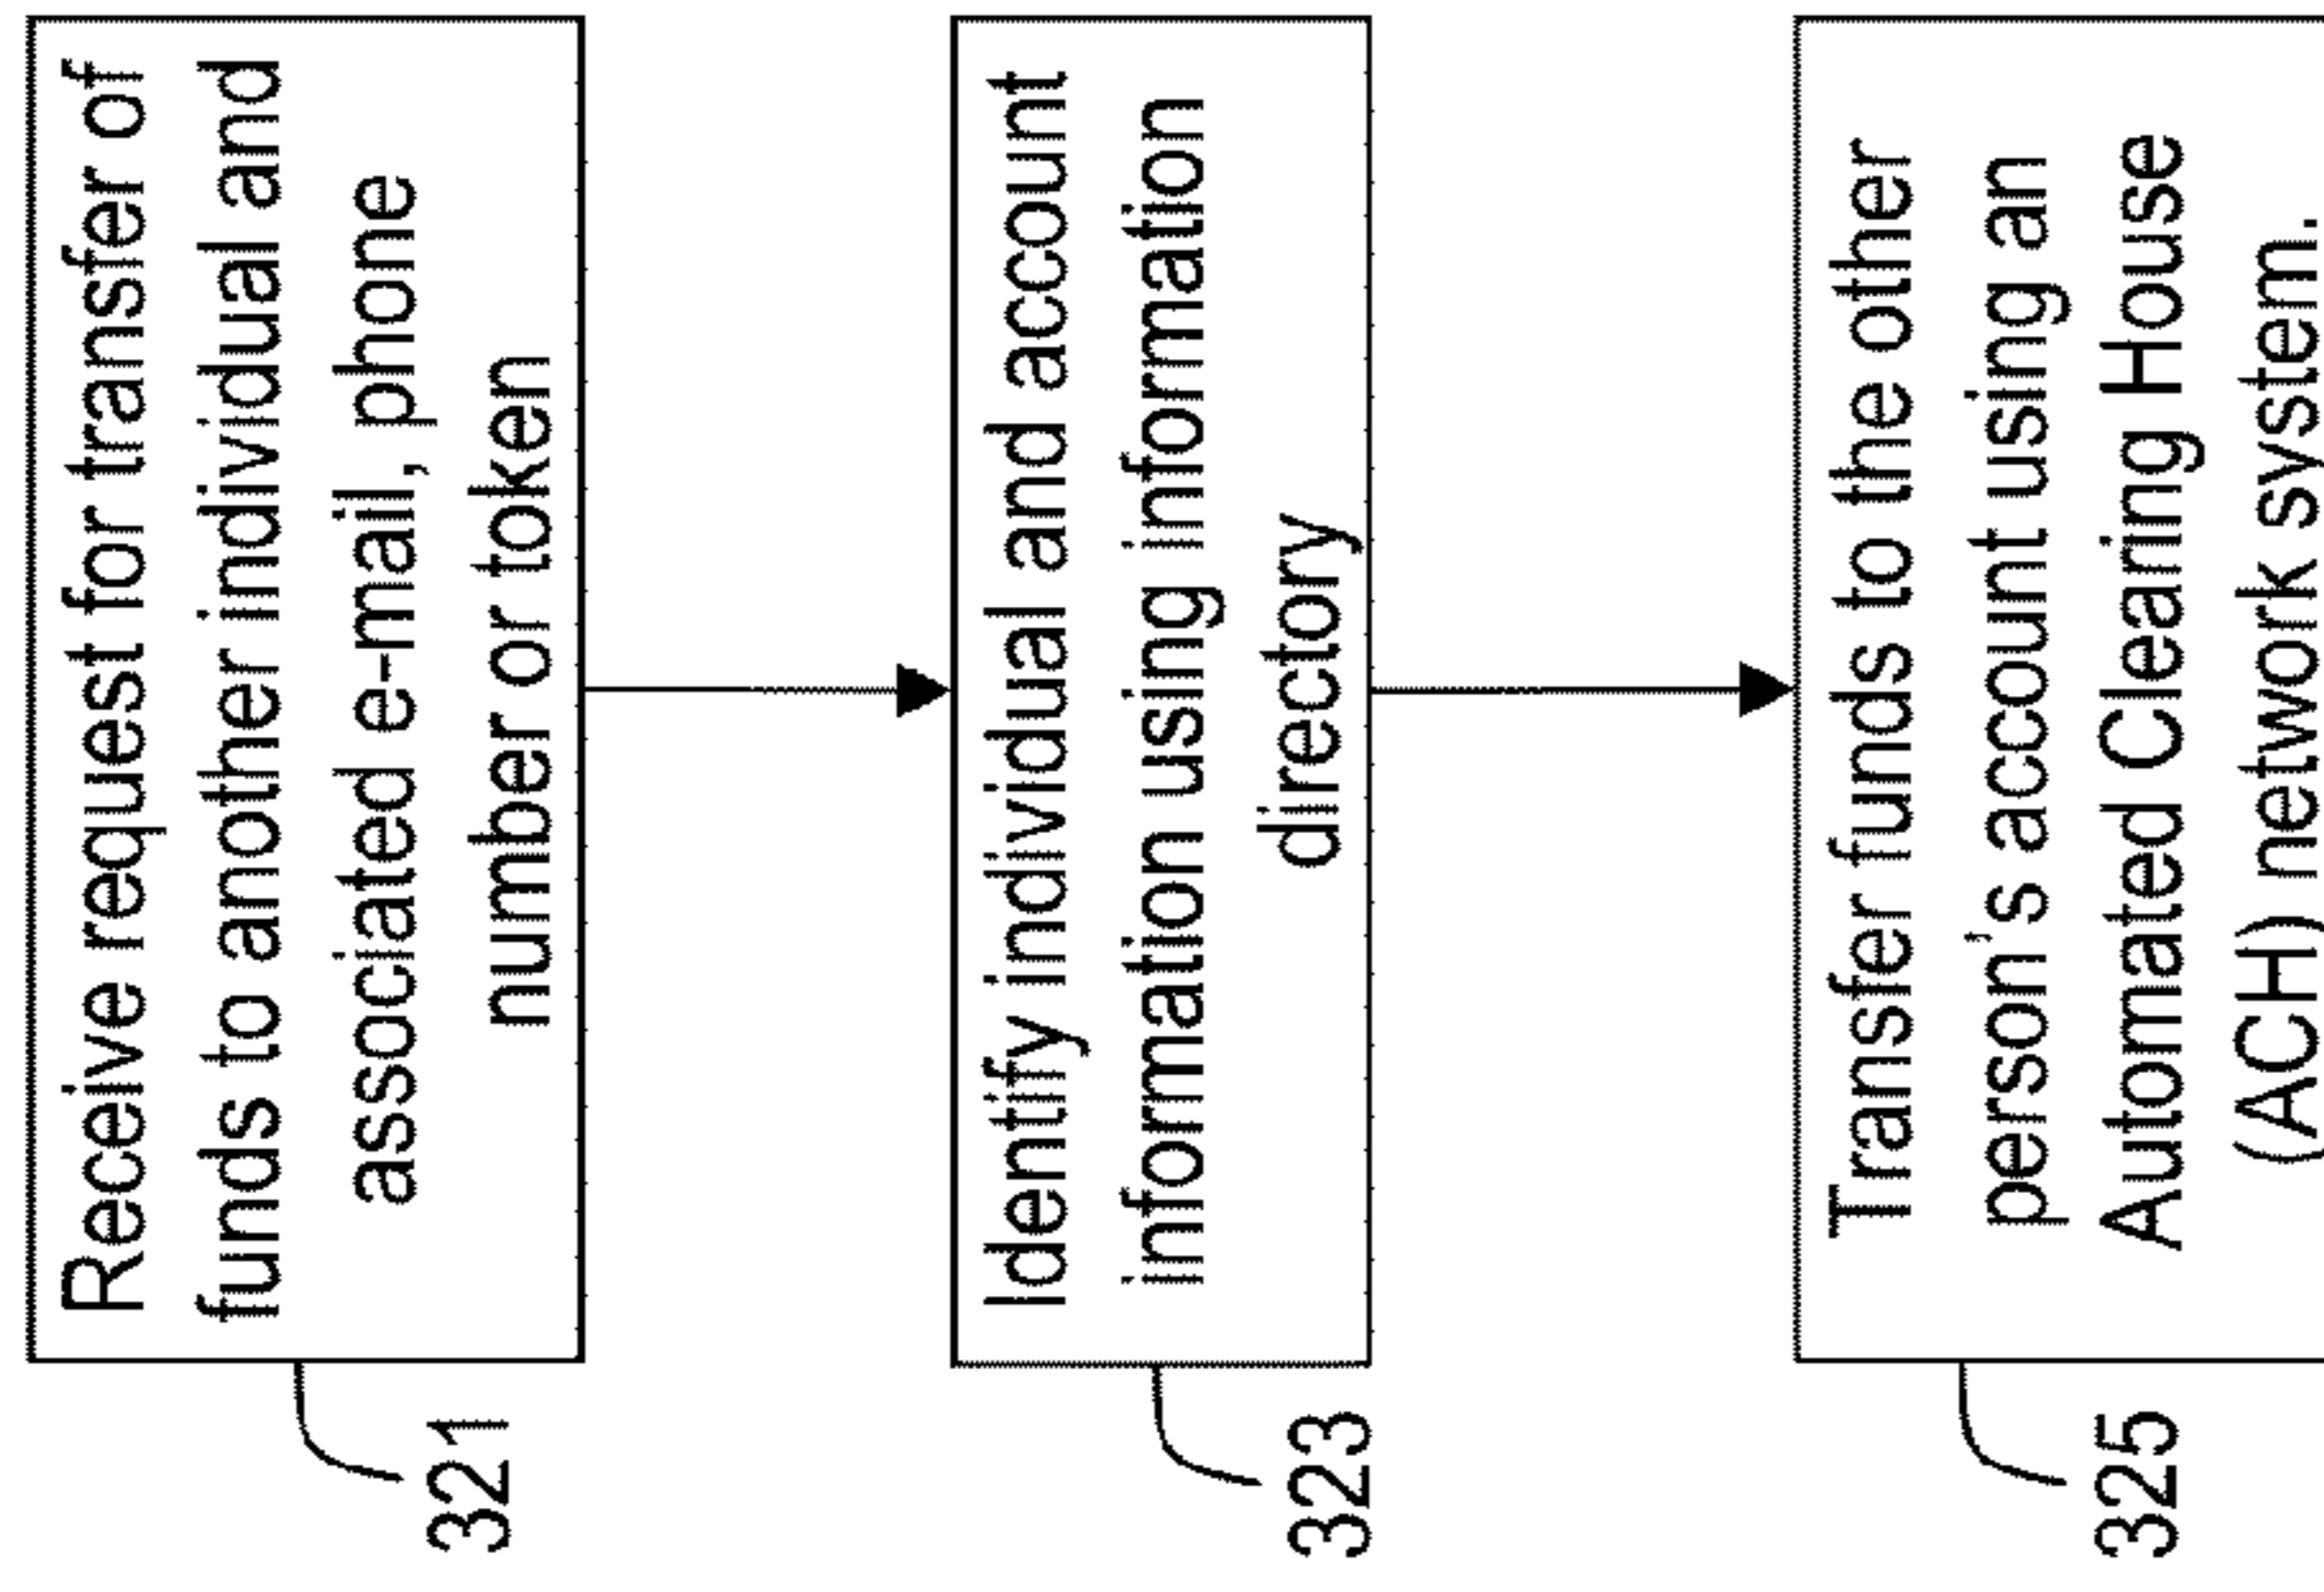 Receive request for transfer of
funds to another individual and
associated e-mail, phone
number or token
321
Identify individual and account
information using information
directory
323
Transfer funds to the other
person's account using an
Automated Clearing House
(ACH) network system.
325